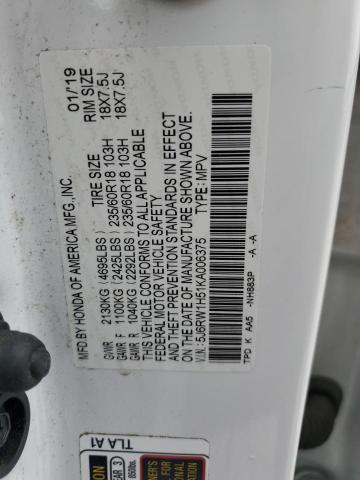 MFD. BY HONDA OF AMERICA MFG., INC. 01/'19
TIRE SIZE RIM SIZE
GVWR 2130KG (4695LBS)
GAWR F 1100KG (2425LBS) 235/60R18 103H 18X7.5J
GAWR R 1040KG (2292LBS) 235/60R18 103H 18X7.5J
THIS VEHICLE CONFORMS TO ALL APPLICABLE
FEDERAL MOTOR VEHICLE SAFETY
AND THEFT PREVENTION STANDARDS IN EFFECT
ON THE DATE OF MANUFACTURE SHOWN ABOVE.
V.I.N.: 5J6RW1H51KA006375 TYPE: MPV
TPD K AA5 -NH883P -A -A
TLA A1
EAR 3
850lbs.